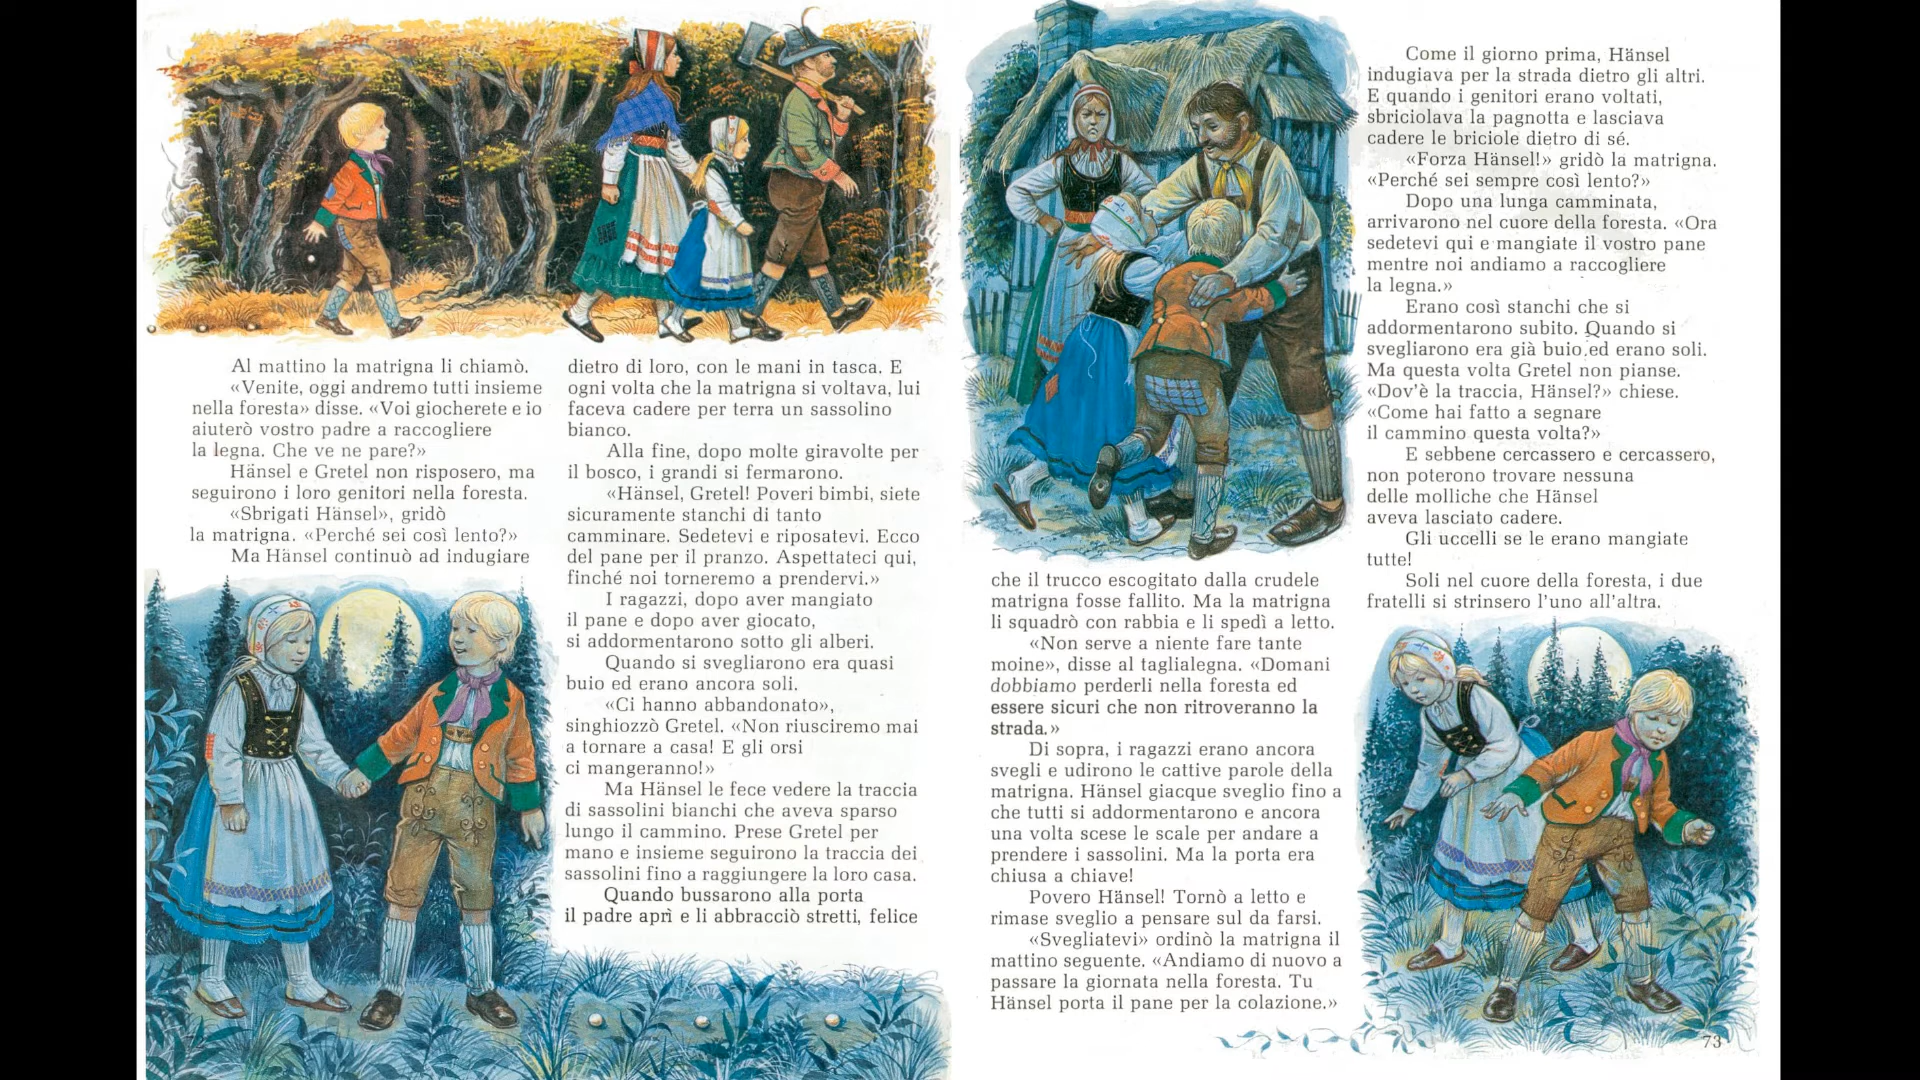 Al mattino la matrigna li chiamò.
«Venite, oggi andremo tutti insieme
nella foresta» disse. «Voi giocherete e io
aiuterò vostro padre a raccogliere
la legna. Che ve ne pare?»
Hänsel e Gretel non risposero, ma
seguirono i loro genitori nella foresta.
«Sbrigati Hänsel», gridò
la matrigna. «Perché sei così lento?»
Ma Hänsel continuò ad indugiare
dietro di loro, con le mani in tasca. E
ogni volta che la matrigna si voltava, lui
faceva cadere per terra un sassolino
bianco.
Alla fine, dopo molte giravolte per
il bosco, i grandi si fermarono.
«Hänsel, Gretel! Poveri bimbi, siete
sicuramente stanchi di tanto
camminare. Sedetevi e riposatevi. Ecco
del pane per il pranzo. Aspettateci qui,
finché noi torneremo a prendervi.»
I ragazzi, dopo aver mangiato
il pane e dopo aver giocato,
si addormentarono sotto gli alberi.
Quando si svegliarono era quasi
buio ed erano ancora soli.
«Ci hanno abbandonato»,
singhiozzò Gretel. «Non riusciremo mai
a tornare a casa! E gli orsi
ci mangeranno!»
Ma Hänsel le fece vedere la traccia
di sassolini bianchi che aveva sparso
lungo il cammino. Prese Gretel per
mano e insieme seguirono la traccia dei
sassolini fino a raggiungere la loro casa.
Quando bussarono alla porta
il padre aprì e li abbracciò stretti, felice
che il trucco escogitato dalla crudele
matrigna fosse fallito. Ma la matrigna
li squadrò con rabbia e li spedì a letto.
«Non serve a niente fare tante
moine», disse al taglialegna. «Domani
dobbiamo perderli nella foresta ed
essere sicuri che non ritroveranno la
strada.»
Di sopra, i ragazzi erano ancora
svegli e udirono le cattive parole della
matrigna. Hänsel giacque sveglio fino a
che tutti si addormentarono e ancora
una volta scese le scale per andare a
prendere i sassolini. Ma la porta era
chiusa a chiave!
Povero Hänsel! Tornò a letto e
rimase sveglio a pensare sul da farsi.
«Svegliatevi» ordinò la matrigna il
mattino seguente. «Andiamo di nuovo a
passare la giornata nella foresta. Tu
Hänsel porta il pane per la colazione.»
Come il giorno prima, Hänsel
indugiava per la strada dietro gli altri.
E quando i genitori erano voltati,
sbriciolava la pagnotta e lasciava
cadere le briciole dietro di sé.
«Forza Hänsel!» gridò la matrigna.
«Perché sei sempre così lento?»
Dopo una lunga camminata,
arrivarono nel cuore della foresta. «Ora
sedetevi qui e mangiate il vostro pane
mentre noi andiamo a raccogliere
la legna.»
Erano così stanchi che si
addormentarono subito. Quando si
svegliarono era già buio ed erano soli.
Ma questa volta Gretel non pianse.
«Dov'è la traccia, Hänsel?» chiese.
«Come hai fatto a segnare
il cammino questa volta?»
E sebbene cercassero e cercassero,
non poterono trovare nessuna
delle molliche che Hänsel
aveva lasciato cadere.
Gli uccelli se le erano mangiate
tutte!
Soli nel cuore della foresta, i due
fratelli si strinsero l'uno all'altra.
73